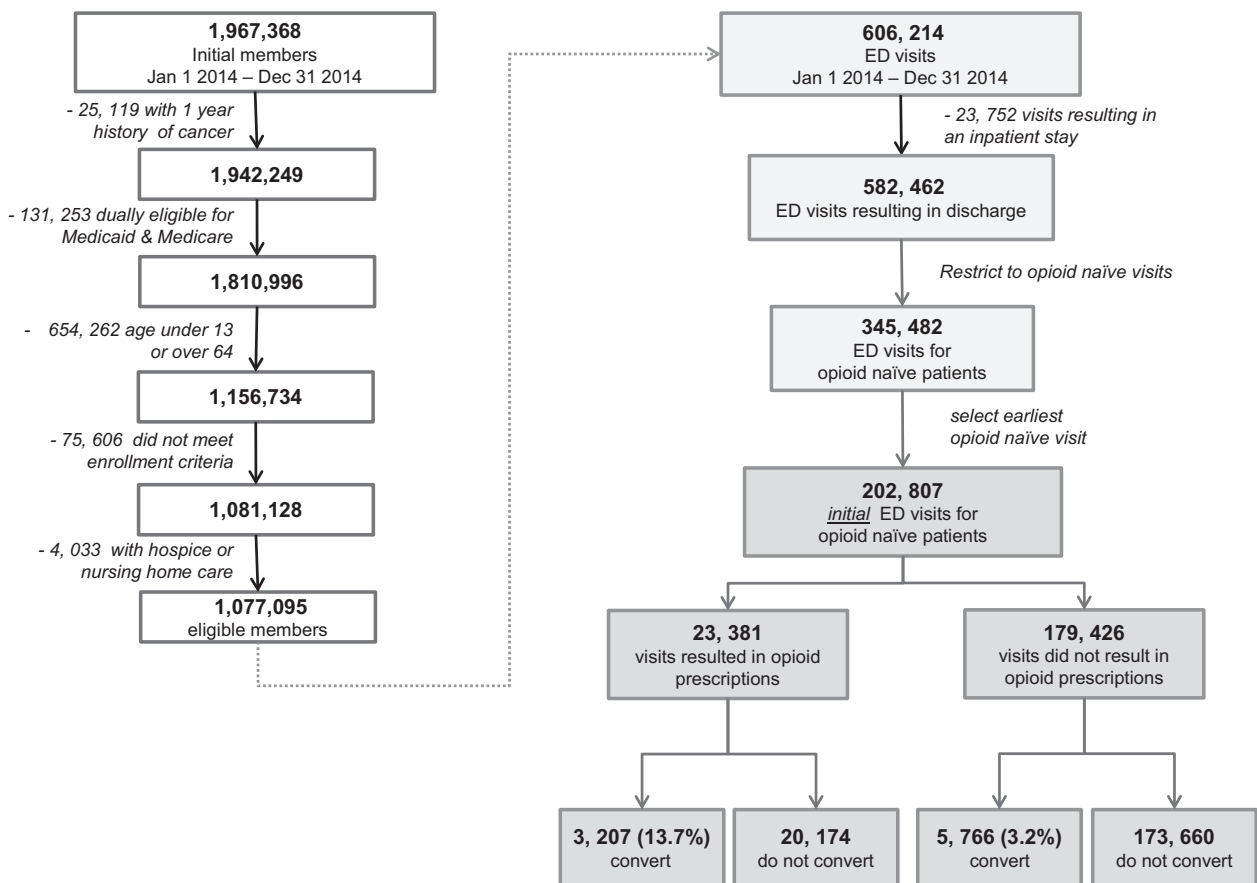 1,967,368
Initial members
Jan 1 2014 – Dec 31 2014
- 25, 119 with 1 year
history of cancer
1,942,249
- 131, 253 dually eligible for
Medicaid & Medicare
1,810,996
- 654, 262 age under 13
or over 64
1,156,734
- 75, 606 did not meet
enrollment criteria
1,081,128
- 4, 033 with hospice or
nursing home care
1,077,095
eligible members
606, 214
ED visits
Jan 1 2014 – Dec 31 2014
- 23, 752 visits resulting in
an inpatient stay
582, 462
ED visits resulting in discharge
Restrict to opioid naïve visits
345, 482
ED visits for
opioid naïve patients
select earliest
opioid naïve visit
202, 807
initial ED visits for
opioid naïve patients
23, 381
visits resulted in opioid
prescriptions
179, 426
visits did not result in
opioid prescriptions
3, 207 (13.7%)
convert
20, 174
do not convert
5, 766 (3.2%)
convert
173, 660
do not convert